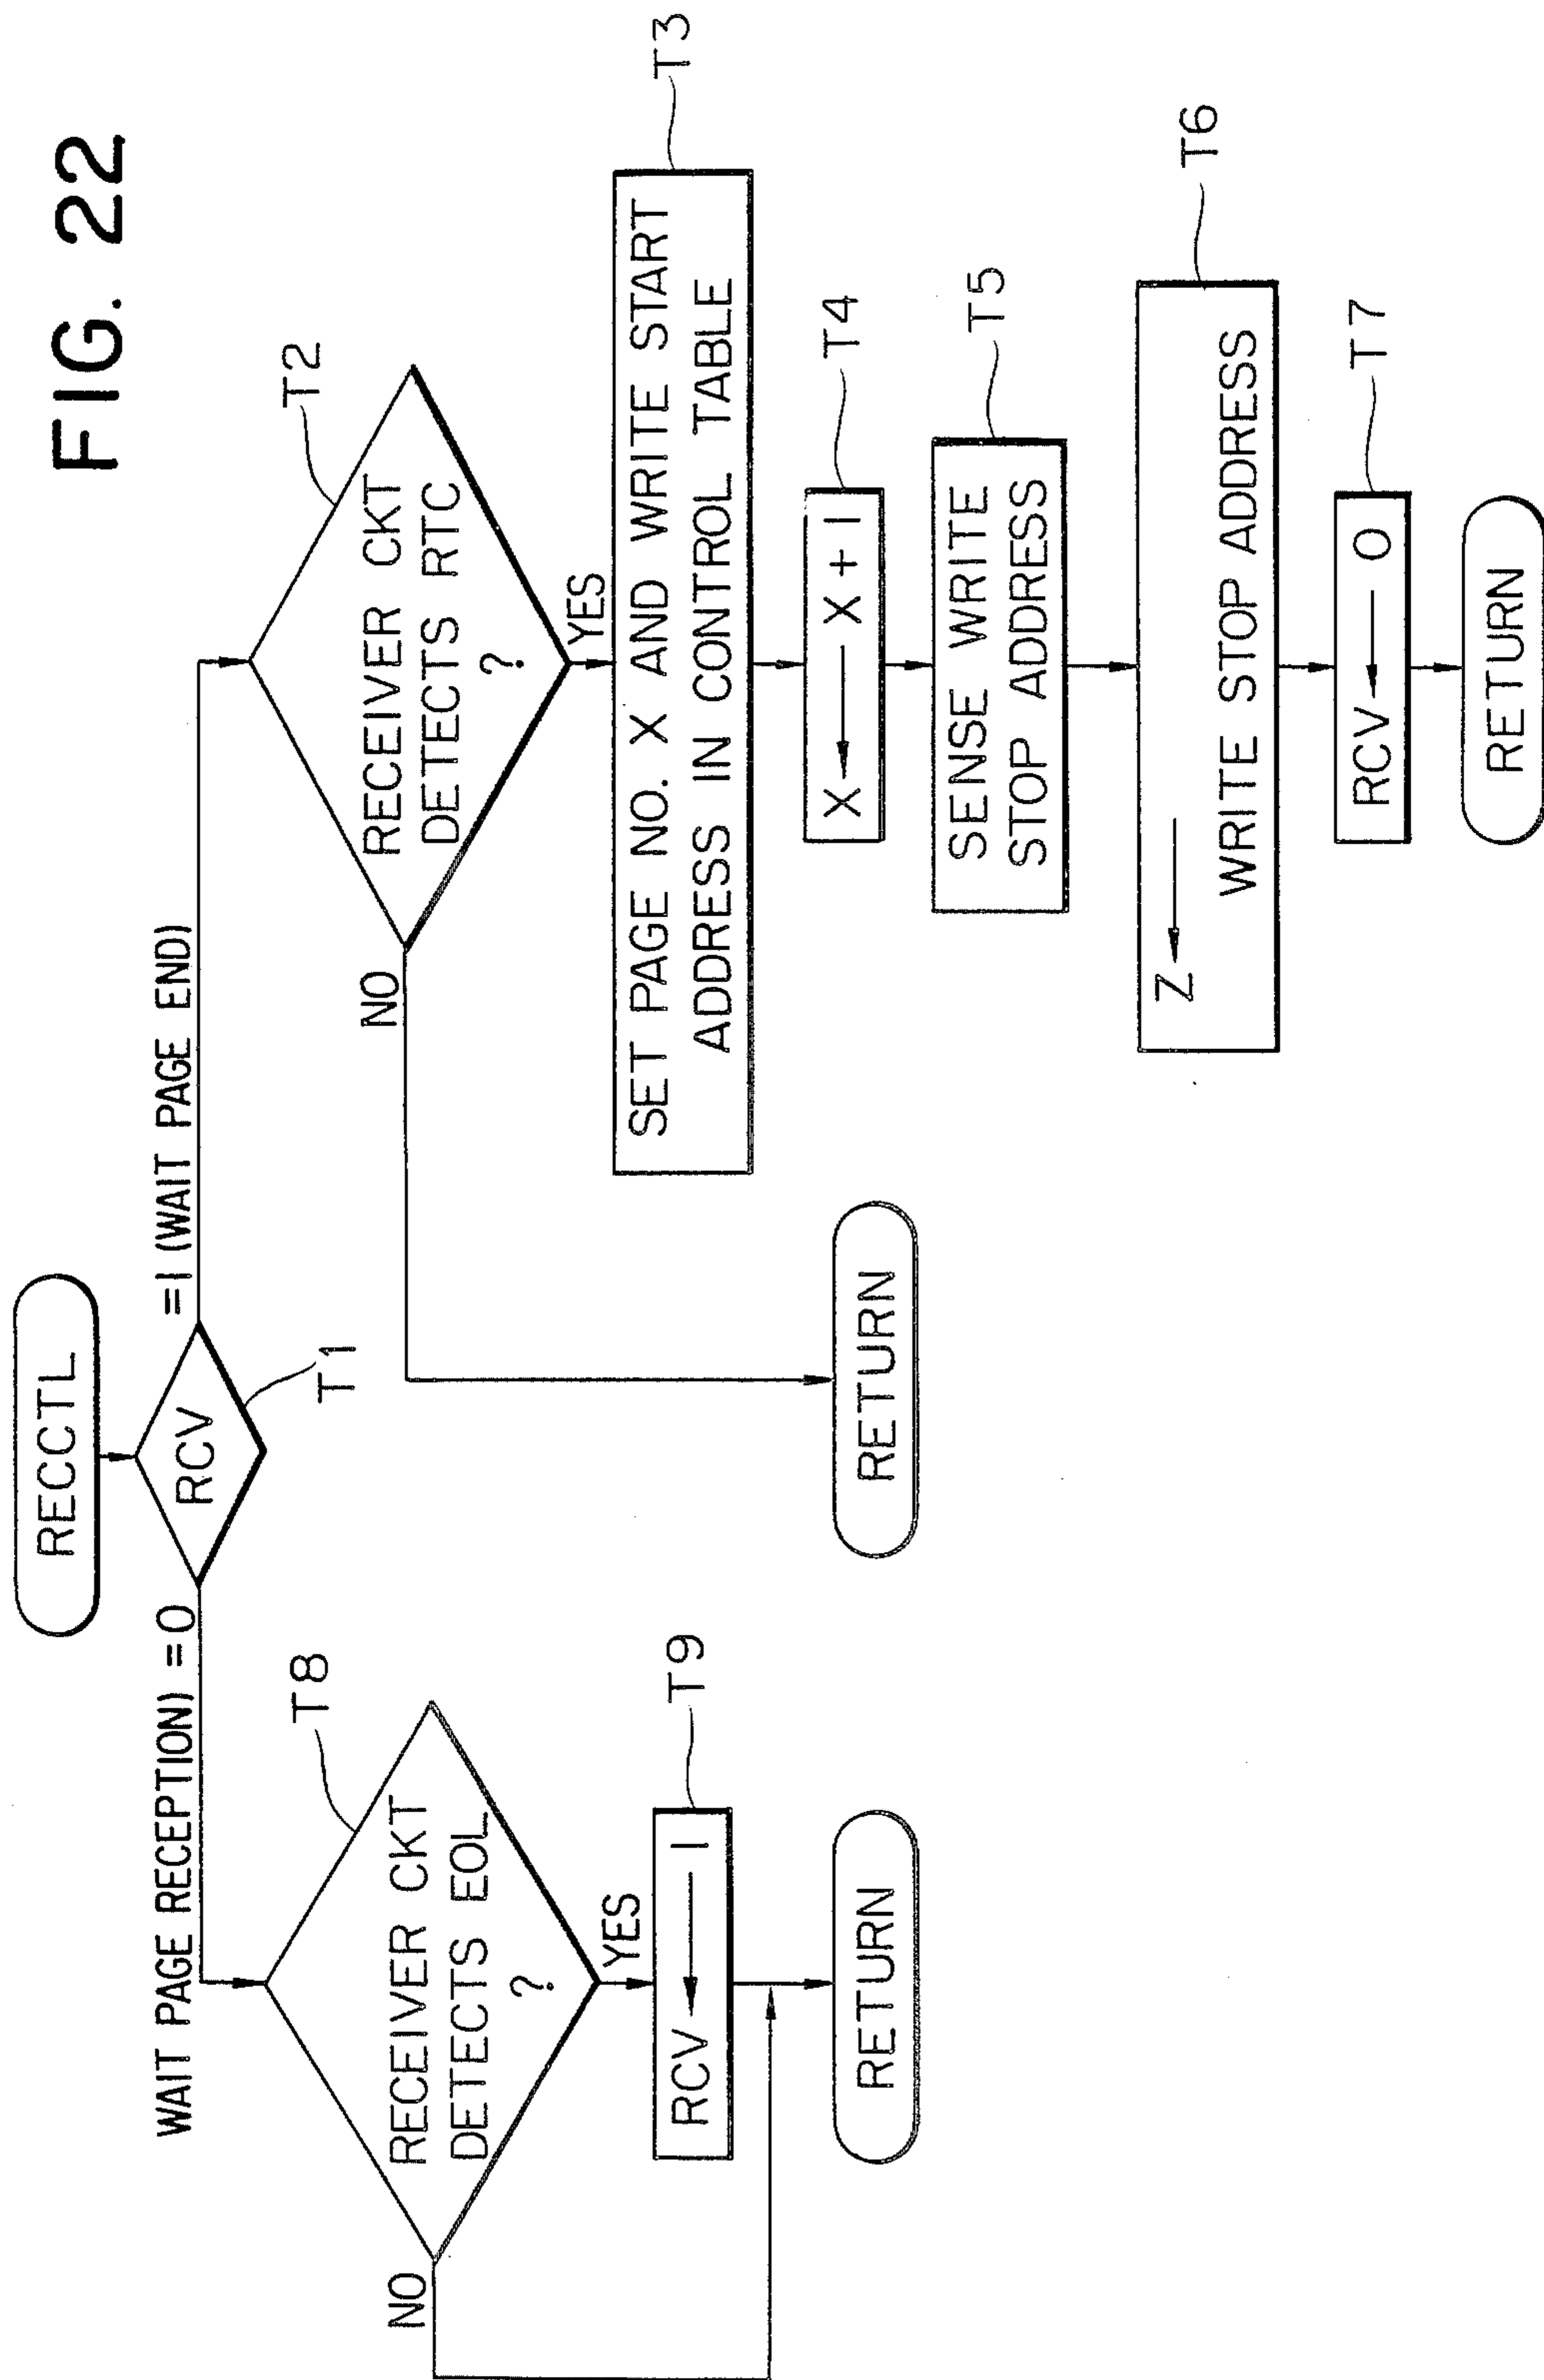 FIG. 22
RECCTL
RCV
T1
WAIT PAGE RECEPTION) = 0
=1 (WAIT PAGE END)
T8
RECEIVER CKT
DETECTS EOL
?
NO
YES
T9
RCV ← 1
RETURN
T2
RECEIVER CKT
DETECTS RTC
?
NO
YES
RETURN
T3
SET PAGE NO. X AND WRITE START
ADDRESS IN CONTROL TABLE
T4
X ← X + 1
T5
SENSE WRITE
STOP ADDRESS
T6
Z ←
WRITE STOP ADDRESS
T7
RCV ← 0
RETURN